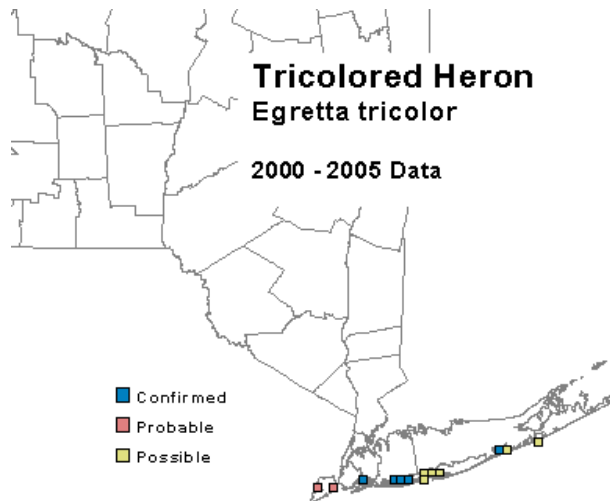 Tricolored Heron
Egretta tricolor
2000 - 2005 Data
Confirmed
Probable
Possible